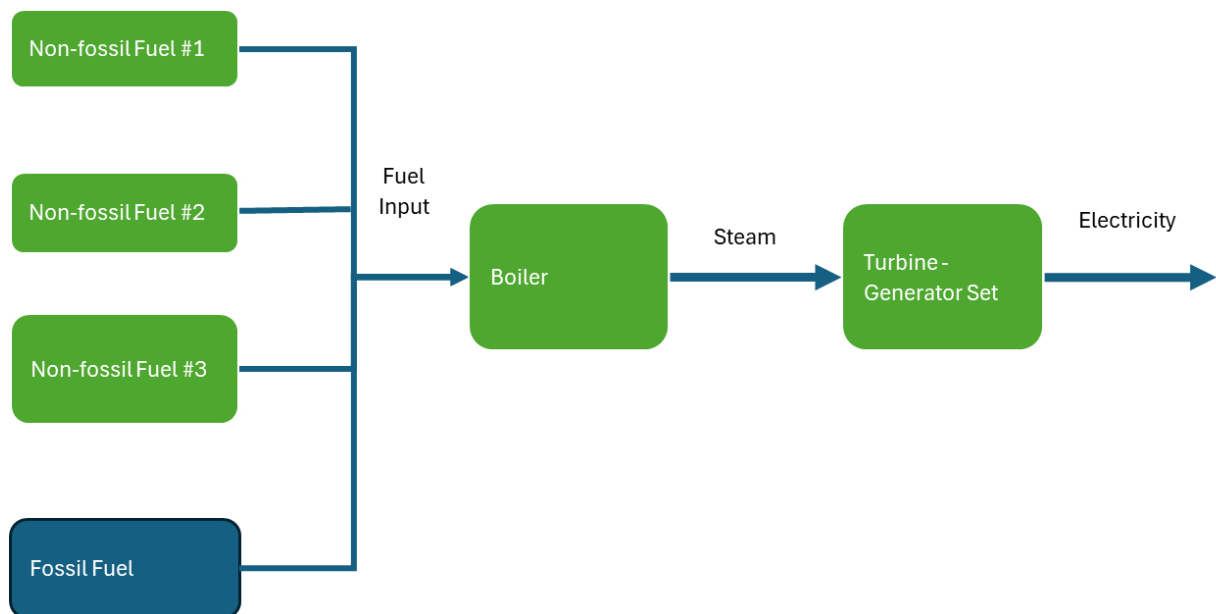 Non-fossil Fuel #1
Non-fossil Fuel #2
Non-fossil Fuel #3
Fossil Fuel
Fuel
Input
Boiler
Steam
Turbine -
Generator Set
Electricity